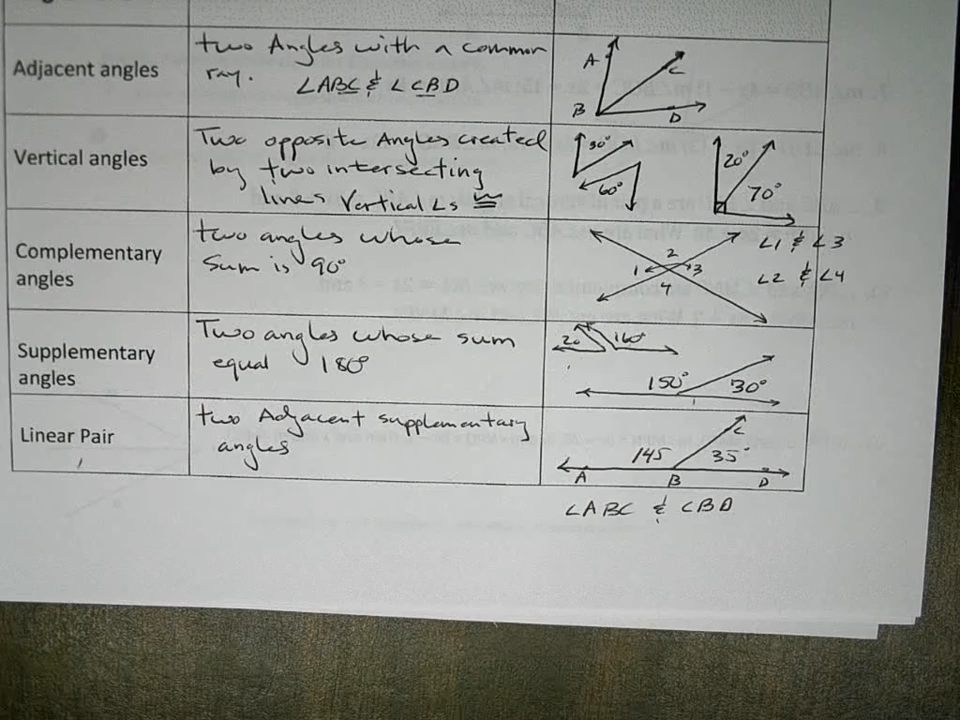 Adjacent angles
two Angles with a common
ray.
∠ABC & ∠CBD
A
C
B
D
Vertical angles
Two opposite Angles created
by two intersecting
lines Vertical ∠s ≅
30°
60°
20°
70°
Complementary
angles
two angles whose
Sum is 90°
1
2
3
4
∠1 & ∠3
∠2 & ∠4
Supplementary
angles
Two angles whose sum
equal 180°
20
160°
150°
30°
Linear Pair
two Adjacent supplementary
angles
145
35°
C
A
B
D
∠ABC & ∠CBD